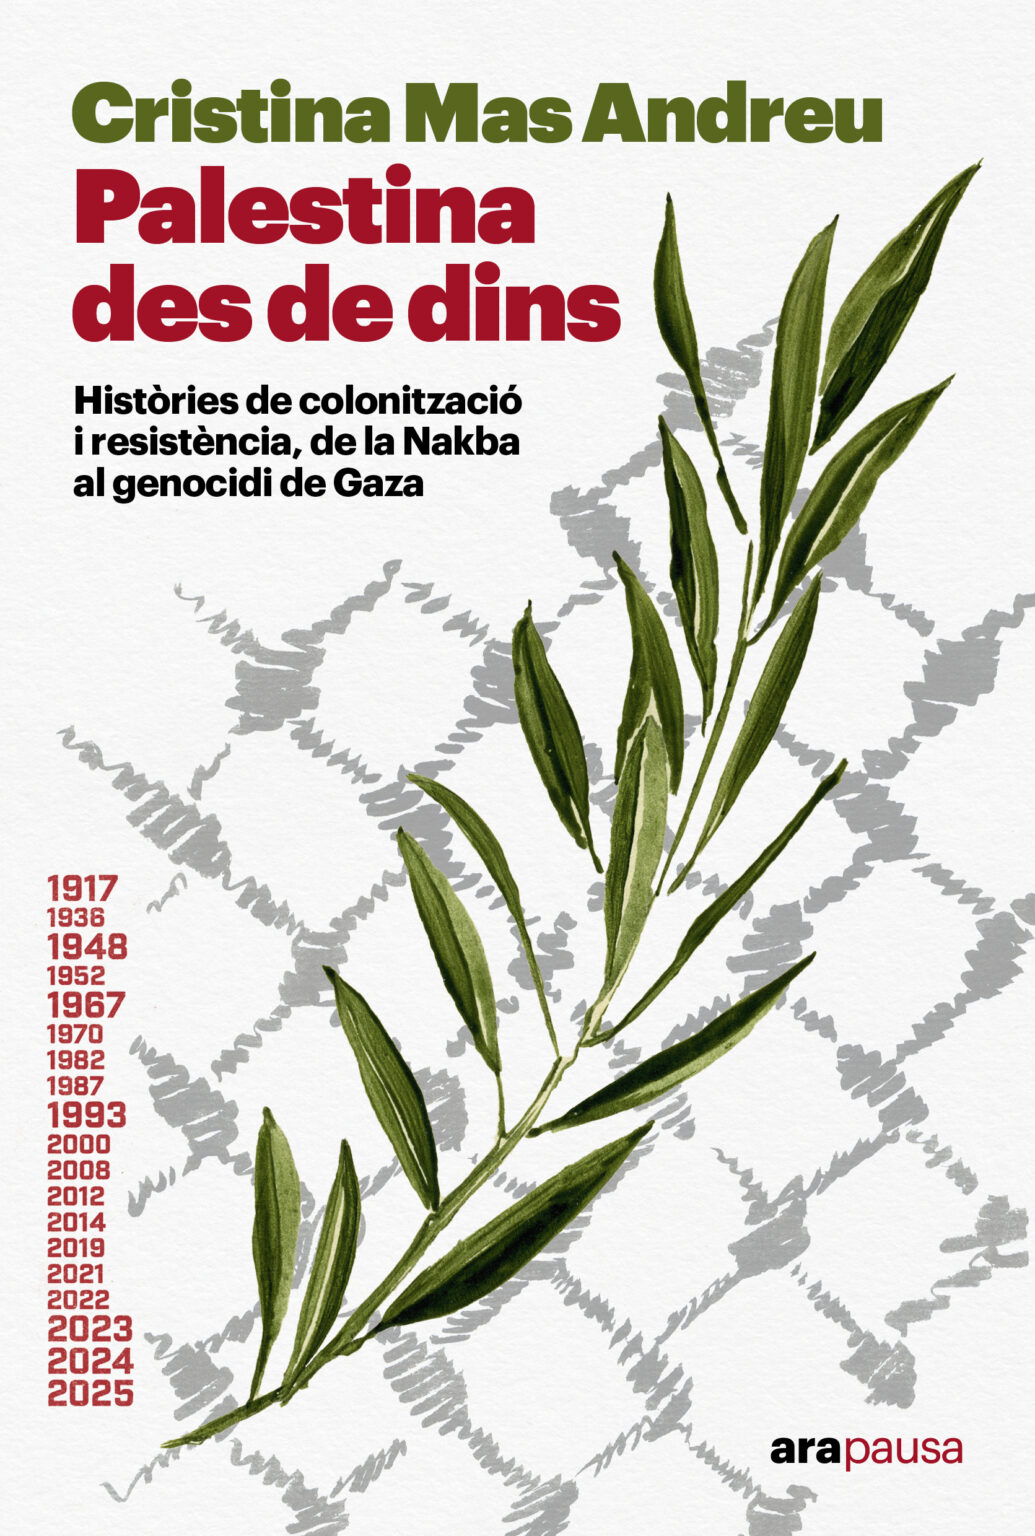 Cristina Mas Andreu
Palestina
des de dins
Històries de colonització
i resistència, de la Nakba
al genocidi de Gaza
1917
1936
1948
1952
1967
1970
1982
1987
1993
2000
2008
2012
2014
2019
2021
2022
2023
2024
2025
arapausa